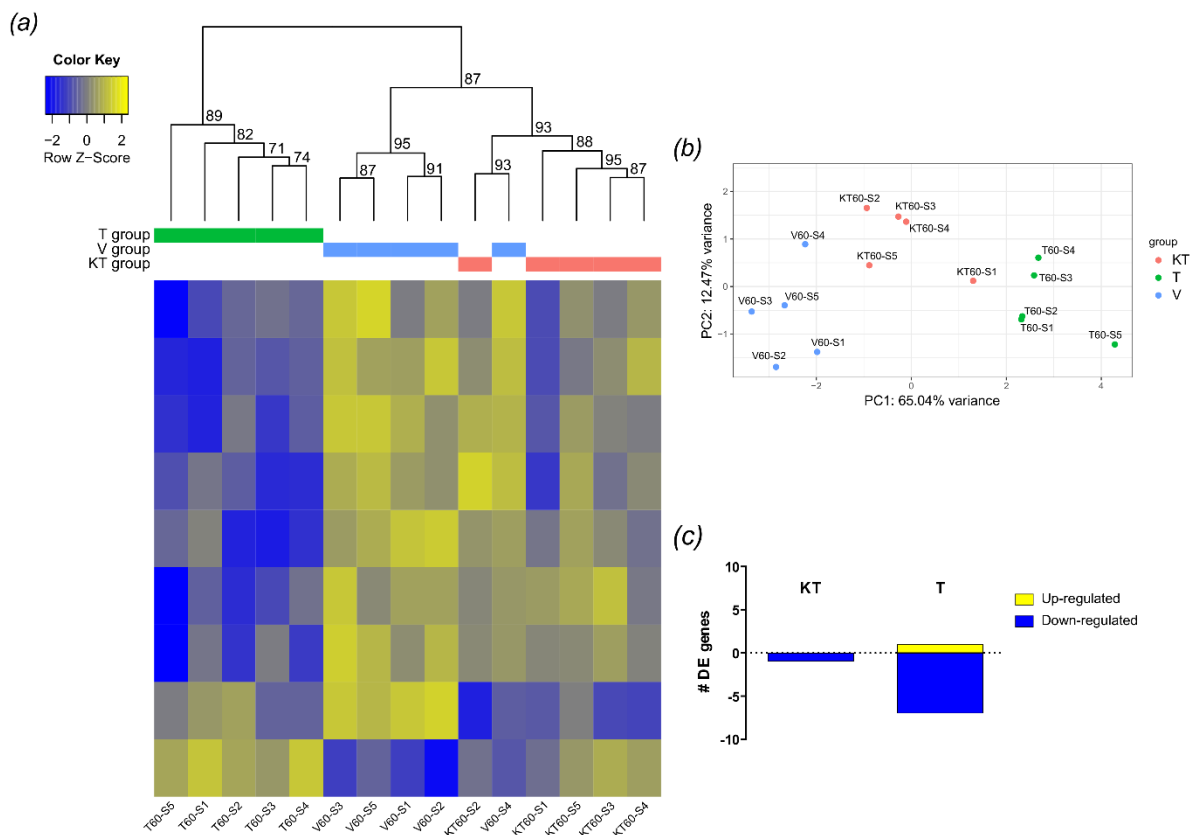 (a)
Color Key
−2 0 2
Row Z−Score
87
89
93
82
88
95
71
95
74
93
91
87
87
T group
V group
KT group
T60-S5
T60-S1
T60-S2
T60-S3
T60-S4
V60-S3
V60-S5
V60-S1
V60-S2
KT60-S2
V60-S4
KT60-S1
KT60-S5
KT60-S3
KT60-S4
(b)
PC2: 12.47% variance
2
1
0
−1
KT60-S2
KT60-S3
KT60-S4
V60-S4
T60-S4
KT60-S5
KT60-S1
T60-S3
V60-S3
V60-S5
T60-S2
T60-S1
V60-S1
T60-S5
V60-S2
−2 0 2 4
PC1: 65.04% variance
group
KT
T
V
(c)
# DE genes
10
5
0
-5
-10
KT T
Up-regulated
Down-regulated